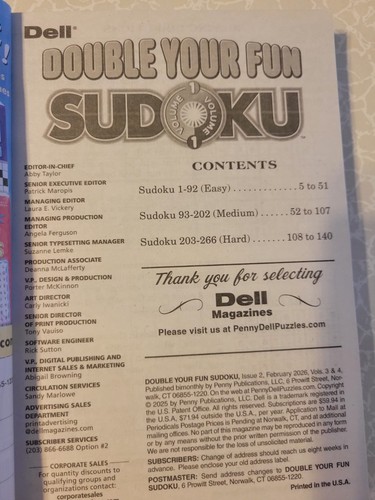 Dell®
DOUBLE YOUR FUN
SUDOKU™
VOLUME 1 VOLUME 1
EDITOR-IN-CHIEF
Abby Taylor
SENIOR EXECUTIVE EDITOR
Patrick Maropis
MANAGING EDITOR
Laura E. Vickery
MANAGING PRODUCTION
EDITOR
Angela Ferguson
SENIOR TYPESETTING MANAGER
Suzanne Lemke
PRODUCTION ASSOCIATE
Deanna McLafferty
V.P., DESIGN & PRODUCTION
Porter McKinnon
ART DIRECTOR
Carly Iwanicki
SENIOR DIRECTOR
OF PRINT PRODUCTION
Tony Vauiso
SOFTWARE ENGINEER
Rick Sutton
V.P., DIGITAL PUBLISHING AND
INTERNET SALES & MARKETING
Abigail Browning
CIRCULATION SERVICES
Sandy Marlowe
ADVERTISING SALES
DEPARTMENT
printadvertising
@dellmagazines.com
SUBSCRIBER SERVICES
(203) 866-6688 Option #2
CORPORATE SALES
For quantity discounts to
qualifying groups and
organizations contact:
corporatesales
CONTENTS
Sudoku 1-92 (Easy) . . . . . . . . . . . . . 5 to 51
Sudoku 93-202 (Medium) . . . . . . 52 to 107
Sudoku 203-266 (Hard) . . . . . . . 108 to 140
Thank you for selecting
Dell
Magazines
Please visit us at PennyDellPuzzles.com
DOUBLE YOUR FUN SUDOKU, Issue 2, February 2026, Vols. 3 & 4,
Published bimonthly by Penny Publications, LLC, 6 Prowitt Street, Nor-
walk, CT 06855-1220. On the web at PennyDellPuzzles.com. Copyright
© 2025 by Penny Publications, LLC. Dell is a trademark registered in
the U.S. Patent Office. All rights reserved. Subscriptions are $59.94 in
the U.S.A., $71.94 outside the U.S.A., per year. Application to Mail at
Periodicals Postage Prices is Pending at Norwalk, CT, and at additional
mailing offices. No part of this magazine may be reproduced in any form
or by any means without the prior written permission of the publisher.
We are not responsible for the loss of unsolicited material.
SUBSCRIBERS: Change of address should reach us eight weeks in
advance. Please enclose your old address label.
POSTMASTER: Send address changes to DOUBLE YOUR FUN
SUDOKU, 6 Prowitt Street, Norwalk, CT 06855-1220.
Printed in the U.S.A.